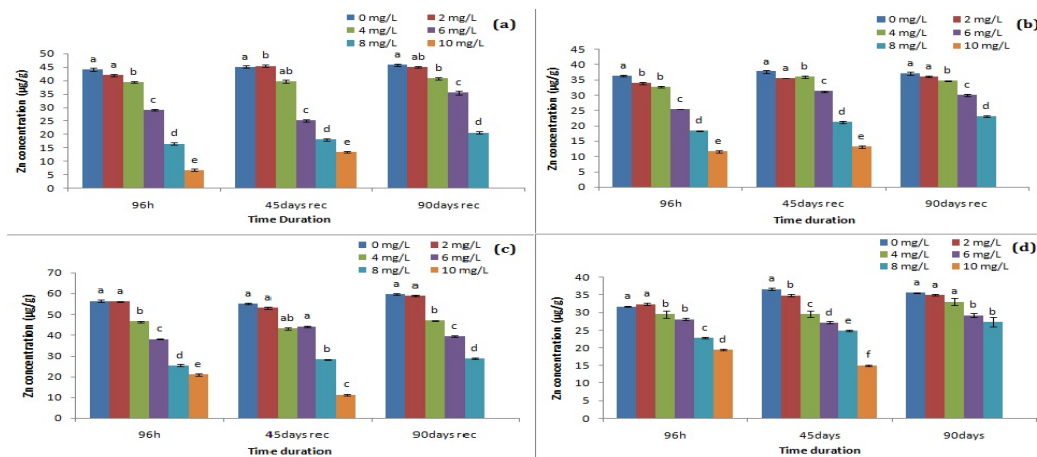 0 mg/L 2 mg/L (a)
4 mg/L 6 mg/L
8 mg/L 10 mg/L
Zn concentration (µg/g)
50
45
40
35
30
25
20
15
10
5
0
a a a c d e
a b ab c d e
a ab b c d
96h 45days rec 90days rec
Time Duration
0 mg/L 2 mg/L (b)
4 mg/L 6 mg/L
8 mg/L 10 mg/L
Zn concentration (µg/g)
45
40
35
30
25
20
15
10
5
0
a b b c d e
a a b c d e
a a b c d
96h 45days rec 90days rec
Time duration
0 mg/L 2 mg/L (c)
4 mg/L 6 mg/L
8 mg/L 10 mg/L
Zn concentration (µg/g)
70
60
50
40
30
20
10
0
a a b c d e
a a ab a b c
a a b c d
96h 45days rec 90days rec
Time duration
0 mg/L 2 mg/L (d)
4 mg/L 6 mg/L
8 mg/L 10 mg/L
Zn concentration (µg/g)
40
35
30
25
20
15
10
5
0
a a b b c d
a b c d e f
a a a b b
96h 45days 90days
Time duration